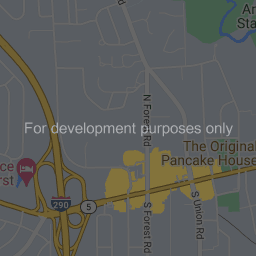 Ar
Sta
d
N Forest Rd
For development purposes only
The Original
Pancake House
ce
rst
290
5
S Forest Rd
S Union Rd